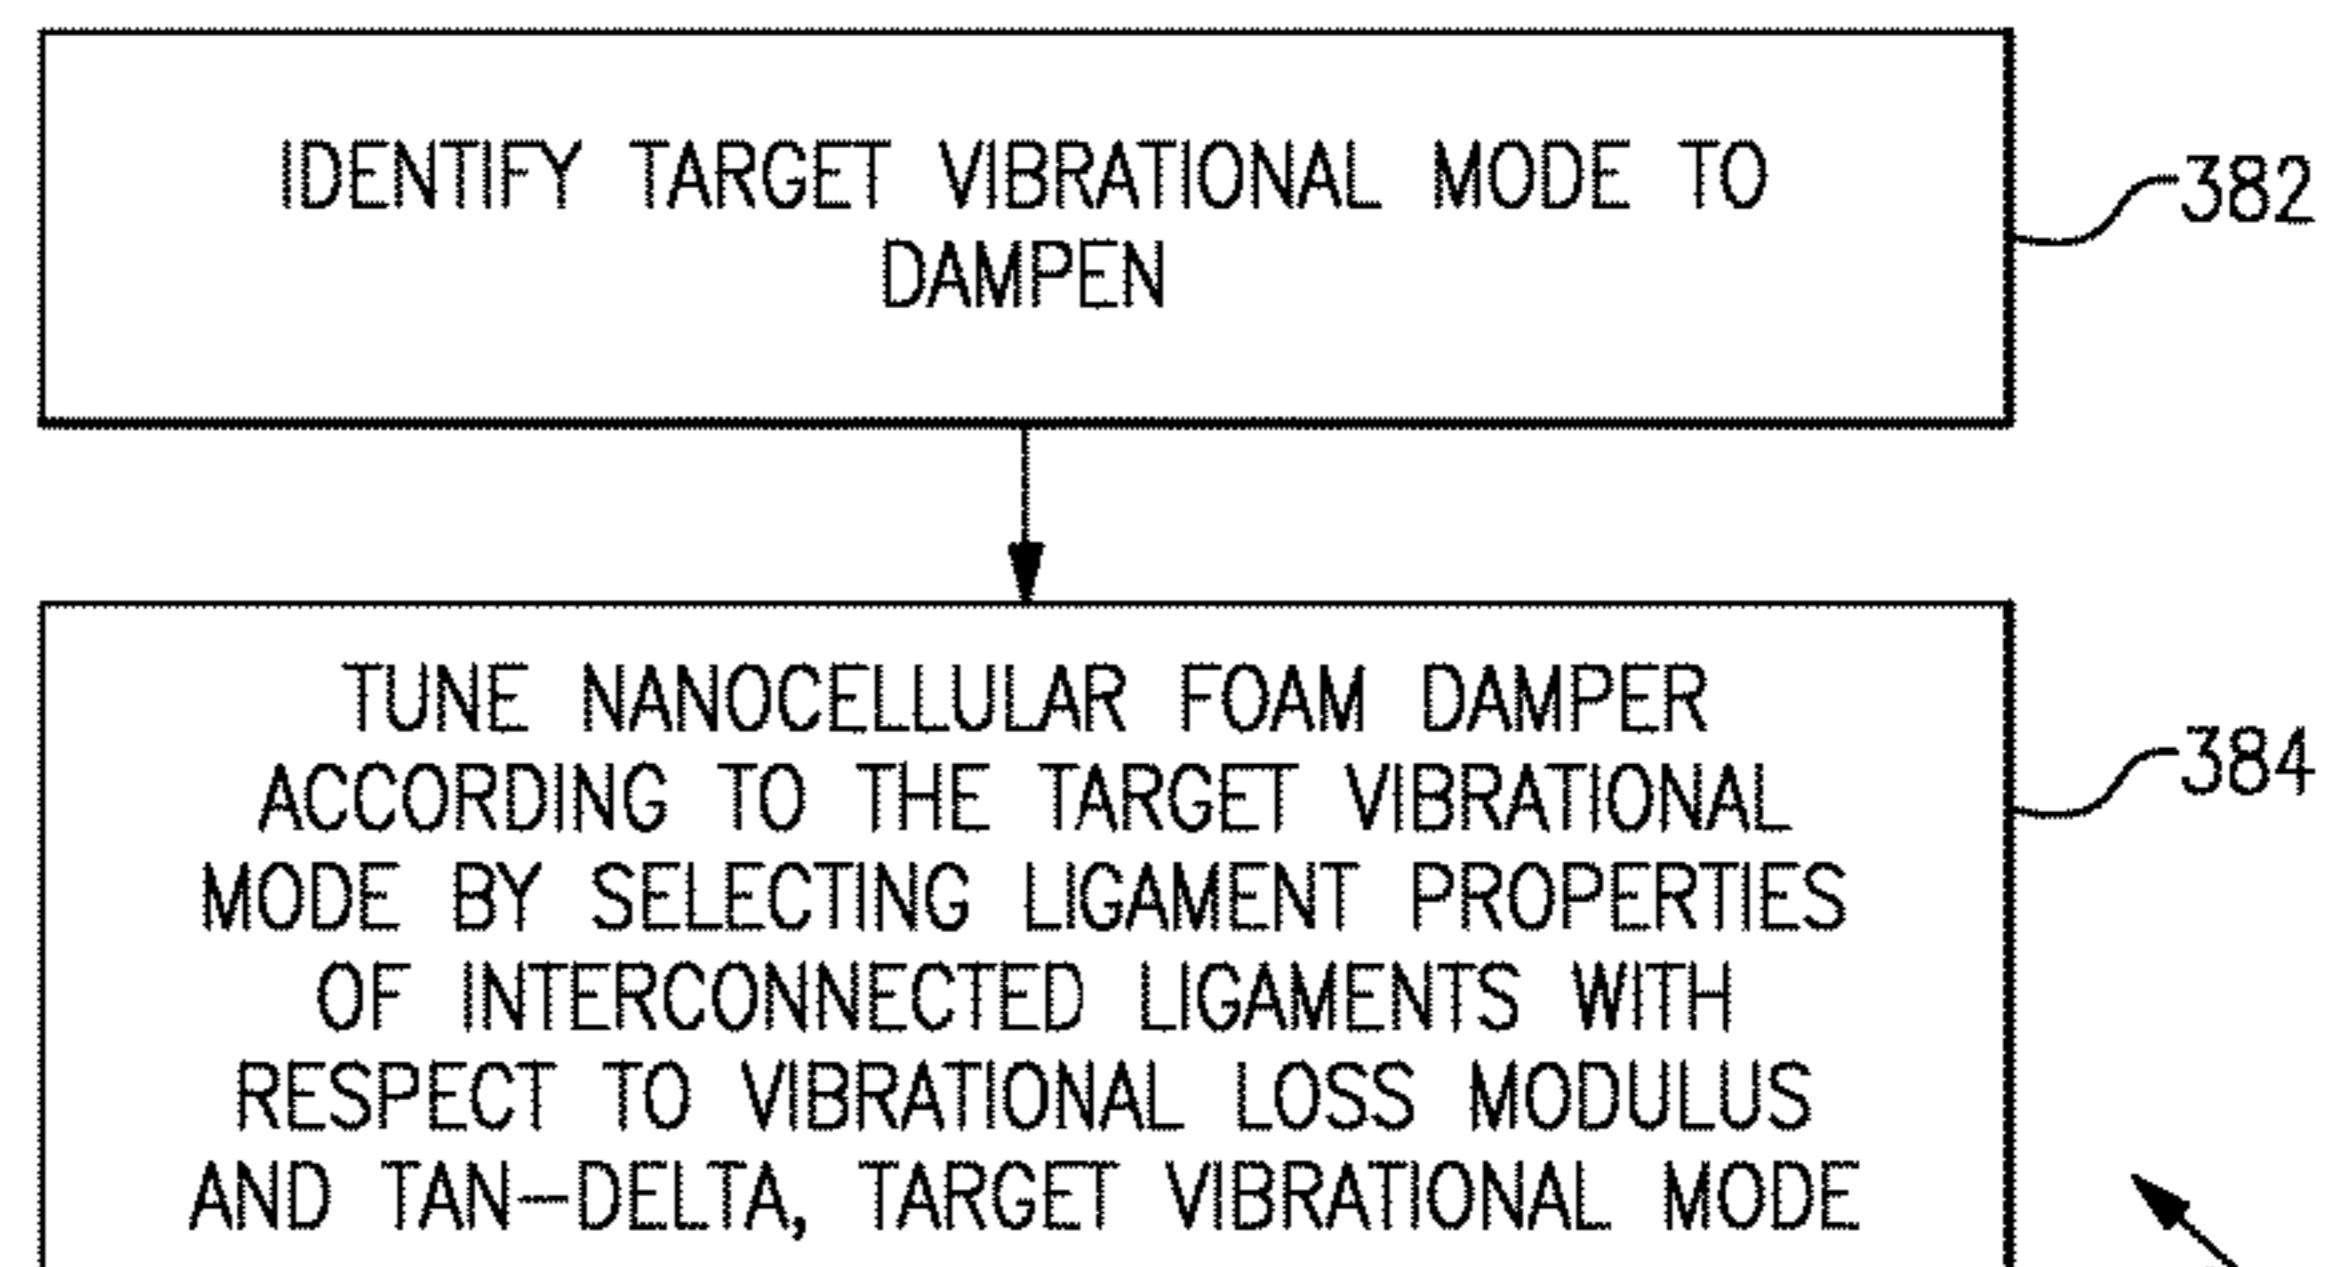 IDENTIFY TARGET VIBRATIONAL MODE TO
DAMPEN
382
TUNE NANOCELLULAR FOAM DAMPER
ACCORDING TO THE TARGET VIBRATIONAL
MODE BY SELECTING LIGAMENT PROPERTIES
OF INTERCONNECTED LIGAMENTS WITH
RESPECT TO VIBRATIONAL LOSS MODULUS
AND TAN-DELTA, TARGET VIBRATIONAL MODE
384